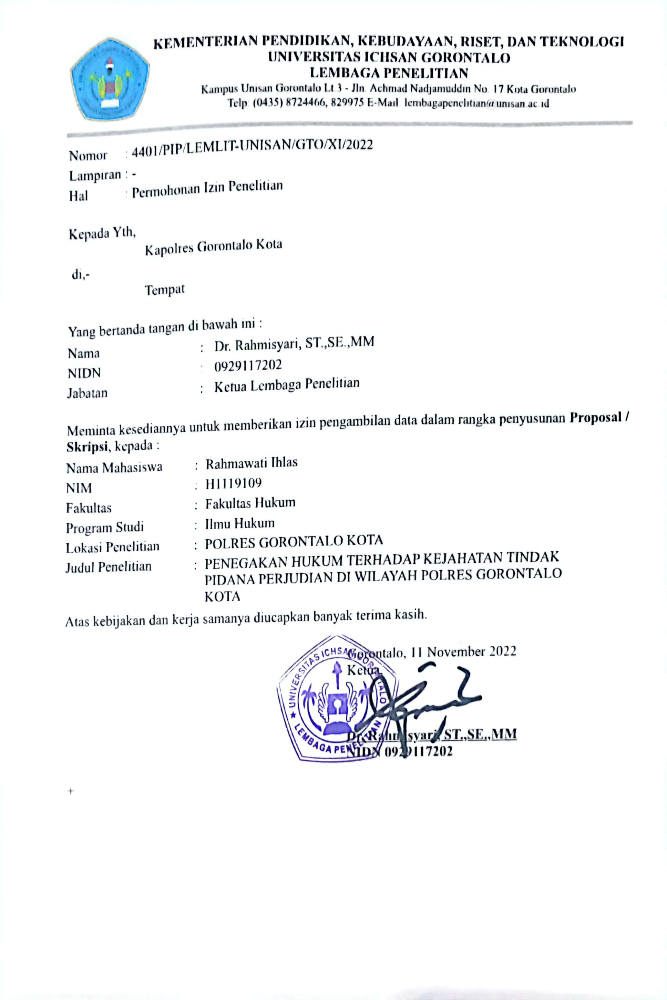 KEMENTERIAN PENDIDIKAN, KEBUDAYAAN, RISET, DAN TEKNOLOGI
UNIVERSITAS ICHSAN GORONTALO
LEMBAGA PENELITIAN
Kampus Unisan Gorontalo Lt.3 - Jln. Achmad Nadjamuddin No. 17 Kota Gorontalo
Telp: (0435) 8724466, 829975 E-Mail: lembagapenelitian@unisan.ac.id
Nomor : 4401/PIP/LEMLIT-UNISAN/GTO/XI/2022
Lampiran : -
Hal : Permohonan Izin Penelitian
Kepada Yth,
Kapolres Gorontalo Kota
di,-
Tempat
Yang bertanda tangan di bawah ini :
Nama : Dr. Rahmisyari, ST.,SE.,MM
NIDN : 0929117202
Jabatan : Ketua Lembaga Penelitian
Meminta kesediannya untuk memberikan izin pengambilan data dalam rangka penyusunan Proposal /
Skripsi, kepada :
Nama Mahasiswa : Rahmawati Ihlas
NIM : H1119109
Fakultas : Fakultas Hukum
Program Studi : Ilmu Hukum
Lokasi Penelitian : POLRES GORONTALO KOTA
Judul Penelitian : PENEGAKAN HUKUM TERHADAP KEJAHATAN TINDAK
PIDANA PERJUDIAN DI WILAYAH POLRES GORONTALO
KOTA
Atas kebijakan dan kerja samanya diucapkan banyak terima kasih.
Gorontalo, 11 November 2022
Ketua,
UNIVERSITAS ICHSAN GORONTALO
LEMBAGA PENELITIAN
Dr. Rahmisyari, ST.,SE.,MM
NIDN 0929117202
+